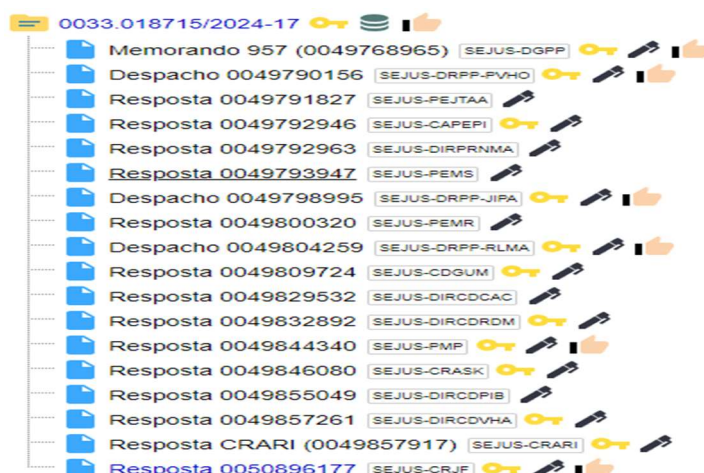 0033.018715/2024-17
Memorando 957 (0049768965) SEJUS-DGPP
Despacho 0049790156 SEJUS-DRPP-PVHO
Resposta 0049791827 SEJUS-PEJTAA
Resposta 0049792946 SEJUS-CAPEPI
Resposta 0049792963 SEJUS-DIRPRNMA
Resposta 0049793947 SEJUS-PEMS
Despacho 0049798995 SEJUS-DRPP-JIPA
Resposta 0049800320 SEJUS-PEMR
Despacho 0049804259 SEJUS-DRPP-RLMA
Resposta 0049809724 SEJUS-CDGUM
Resposta 0049829532 SEJUS-DIRCDCAC
Resposta 0049832892 SEJUS-DIRCDRDM
Resposta 0049844340 SEJUS-PMP
Resposta 0049846080 SEJUS-CRASK
Resposta 0049855049 SEJUS-DIRCDPIB
Resposta 0049857261 SEJUS-DIRCDVHA
Resposta CRARI (0049857917) SEJUS-CRARI
Resposta 0050896177 SEJUS-CRJF